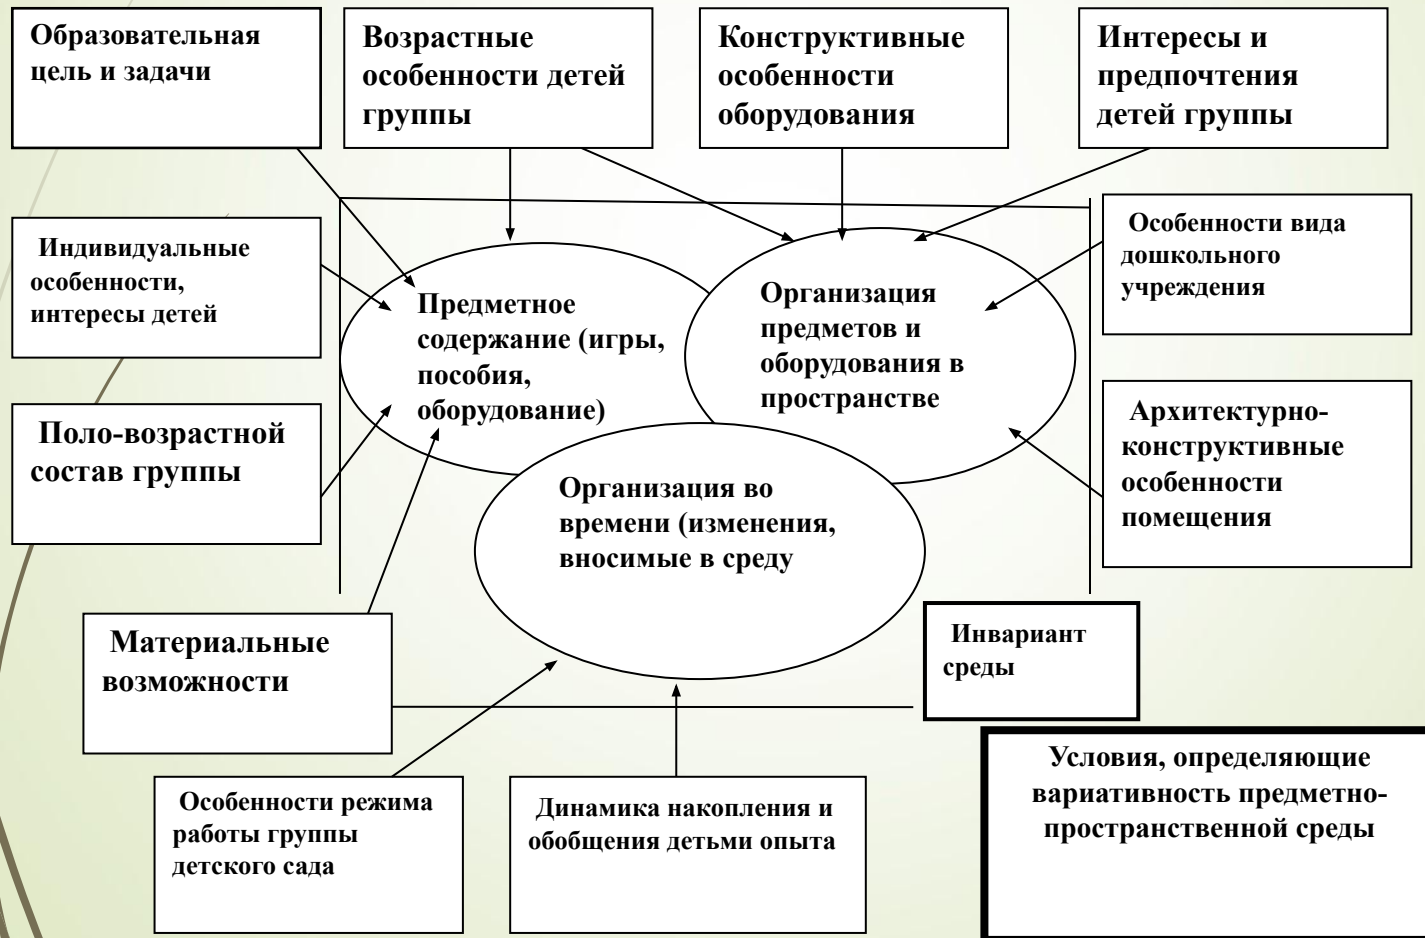 Образовательная
цель и задачи
Возрастные
особенности детей
группы
Конструктивные
особенности
оборудования
Интересы и
предпочтения
детей группы
Индивидуальные
особенности,
интересы детей
Особенности вида
дошкольного
учреждения
Предметное
содержание (игры,
пособия,
оборудование)
Организация
предметов и
оборудования в
пространстве
Поло-возрастной
состав группы
Архитектурно-
конструктивные
особенности
помещения
Организация во
времени (изменения,
вносимые в среду
Материальные
возможности
Инвариант
среды
Особенности режима
работы группы
детского сада
Динамика накопления и
обобщения детьми опыта
Условия, определяющие
вариативность предметно-
пространственной среды